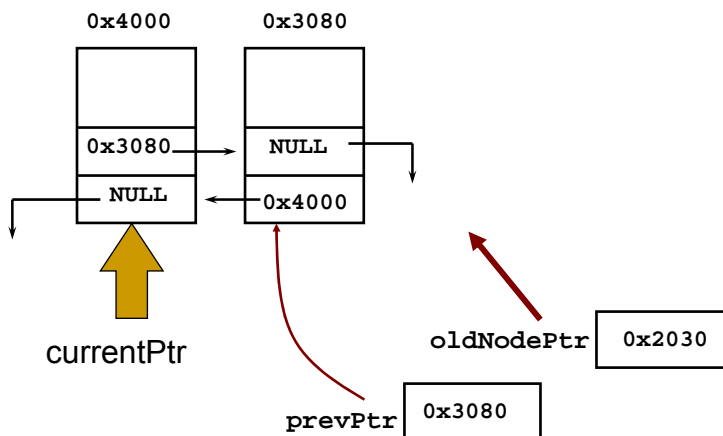 0x4000 0x3080
0x3080 NULL
NULL 0x4000
currentPtr
oldNodePtr 0x2030
prevPtr 0x3080